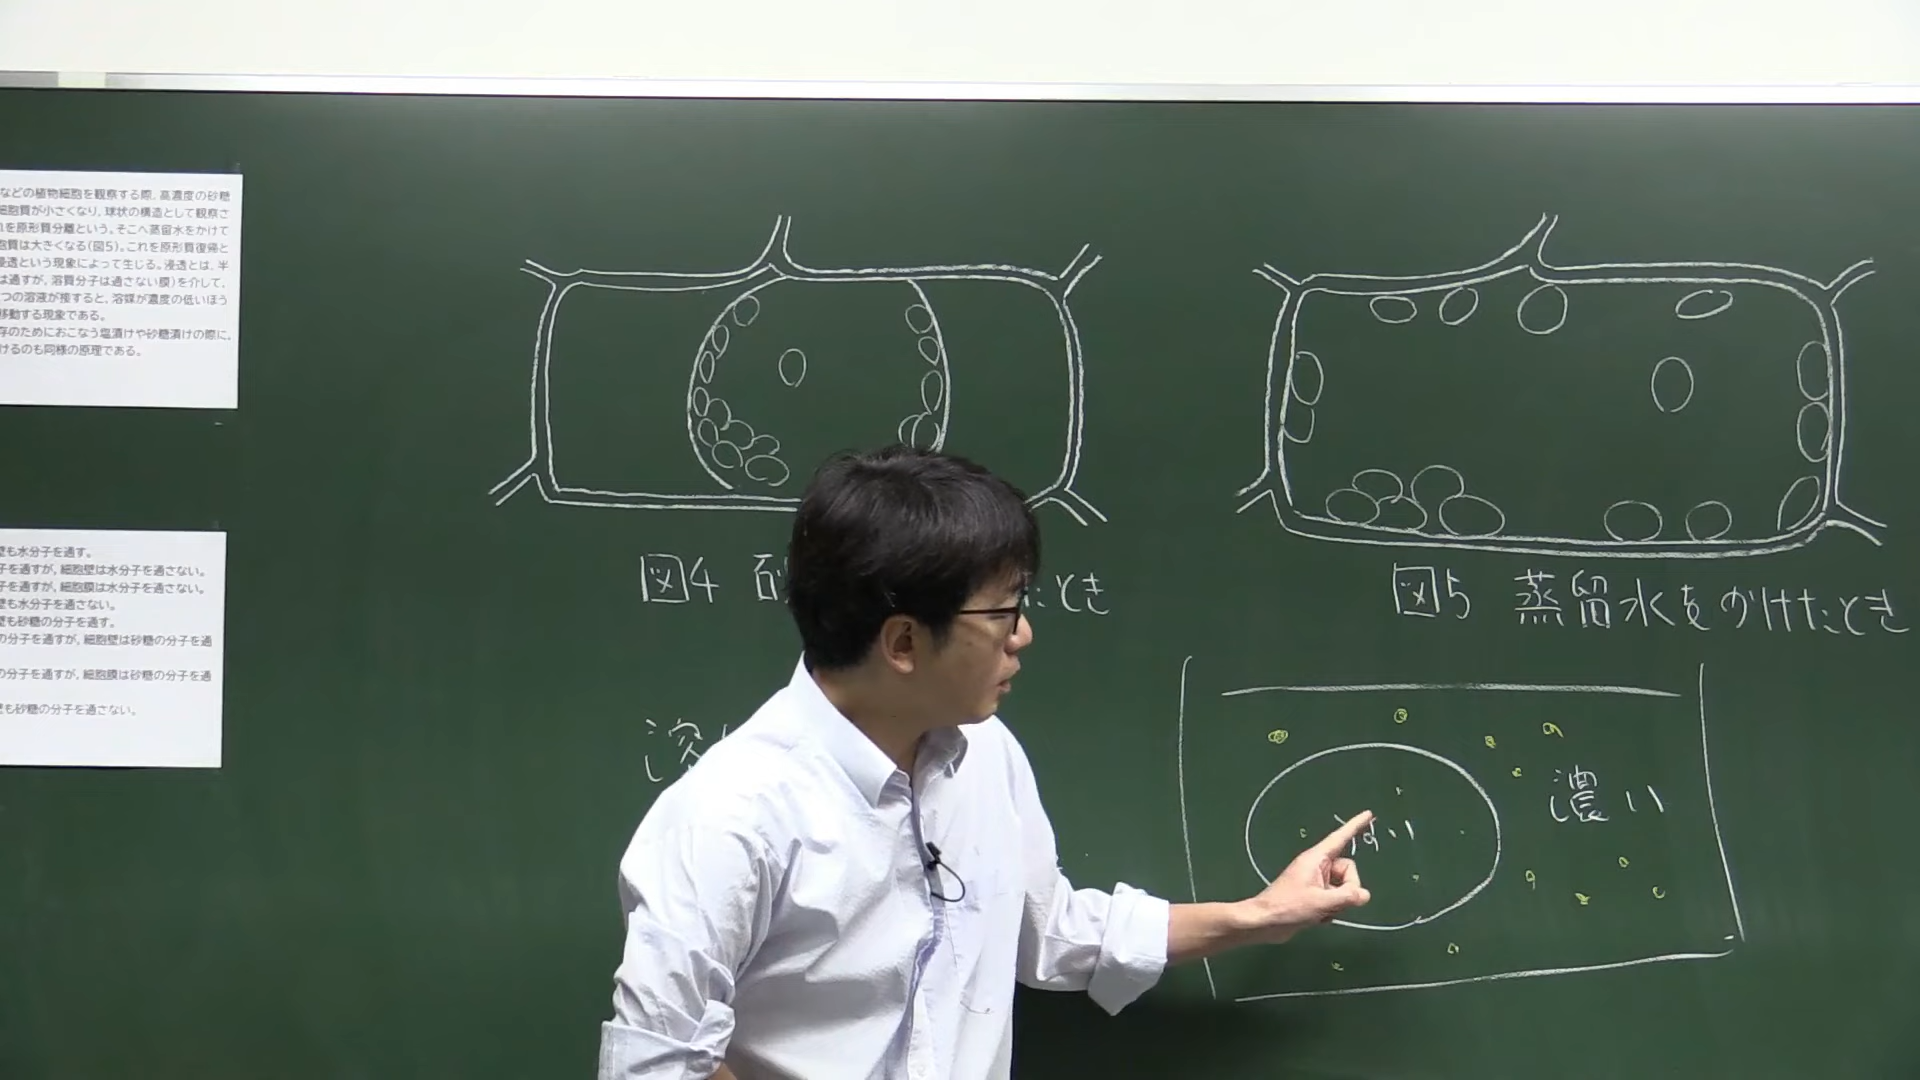 などの植物細胞を観察する際，高濃度の砂糖
細胞質が小さくなり，球状の構造として観察さ
れを原形質分離という。そこへ蒸留水をかけて
胞質は大きくなる（図5）。これを原形質復帰と
浸透という現象によって生じる。浸透とは，半
は通すが，溶質分子は通さない膜）を介して，
つの溶液が接すると，溶媒が濃度の低いほう
移動する現象である。
存のためにおこなう塩漬けや砂糖漬けの際に，
けるのも同様の原理である。
壁も水分子を通す。
子を通すが，細胞壁は水分子を通さない。
子を通すが，細胞膜は水分子を通さない。
壁も水分子を通さない。
壁も砂糖の分子を通す。
の分子を通すが，細胞壁は砂糖の分子を通
の分子を通すが，細胞膜は砂糖の分子を通
壁も砂糖の分子を通さない。
図4 たとき
図5 蒸留水をかけたとき
溶
濃い